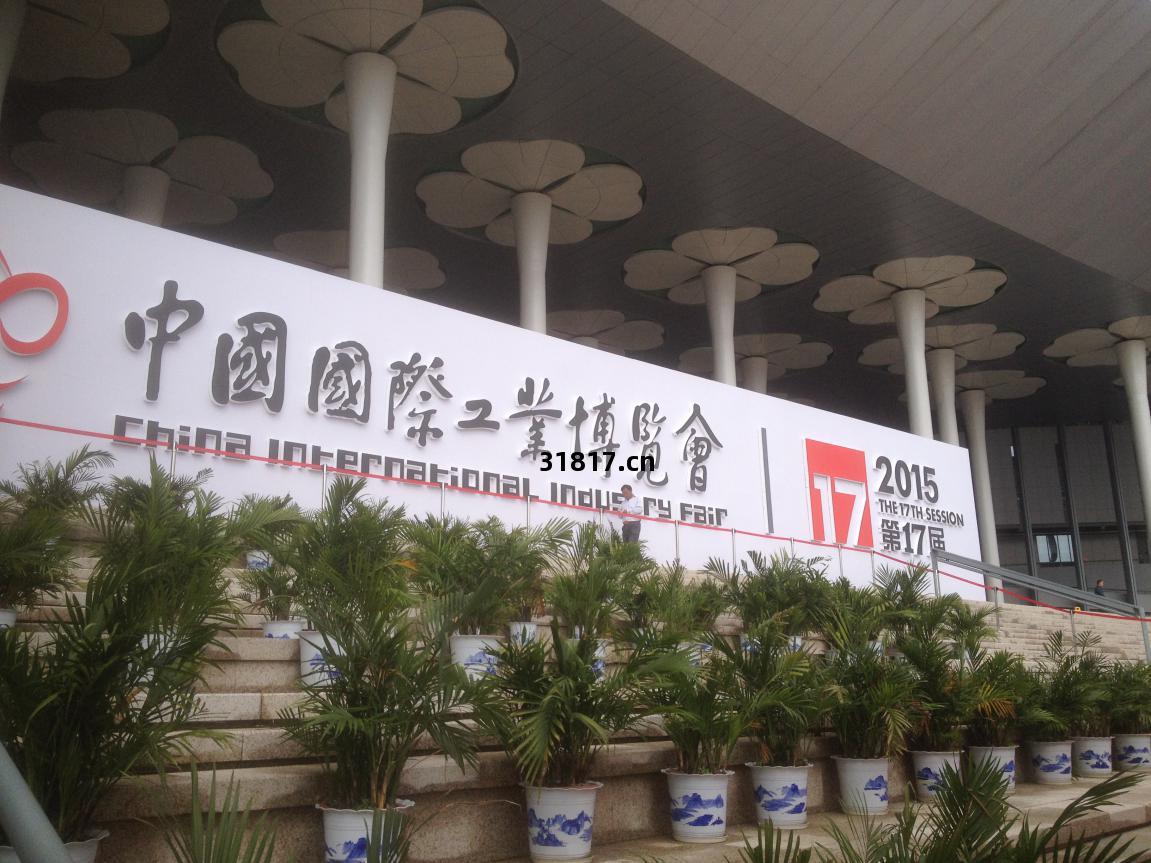 中國國際工業博覽會
China International Industry Fair
31817.cn
17
2015
THE 17TH SESSION
第17届